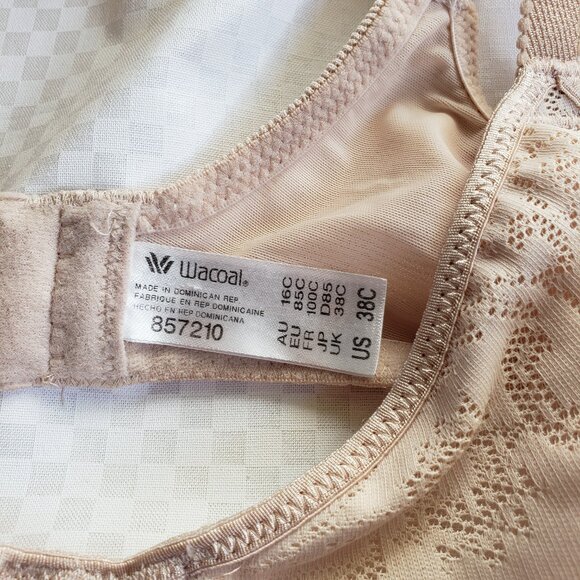 Wacoal®
MADE IN DOMINICAN REP
FABRIQUE EN REP DOMINICAINE
HECHO EN REP DOMINICANA
857210
AU 16C
EU 85C
FR 100C
JP D85
UK 38C
US 38C